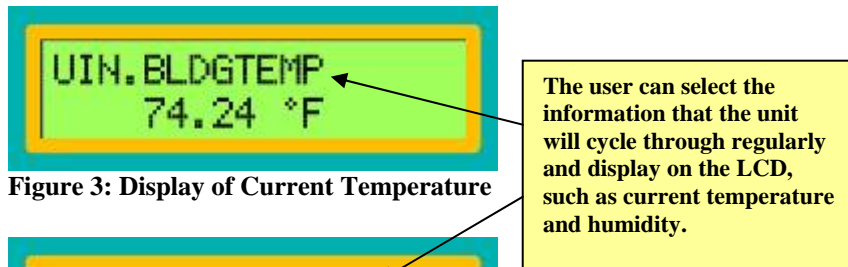 UIN.BLDGTEMP
74.24 °F
Figure 3: Display of Current Temperature
The user can select the
information that the unit
will cycle through regularly
and display on the LCD,
such as current temperature
and humidity.